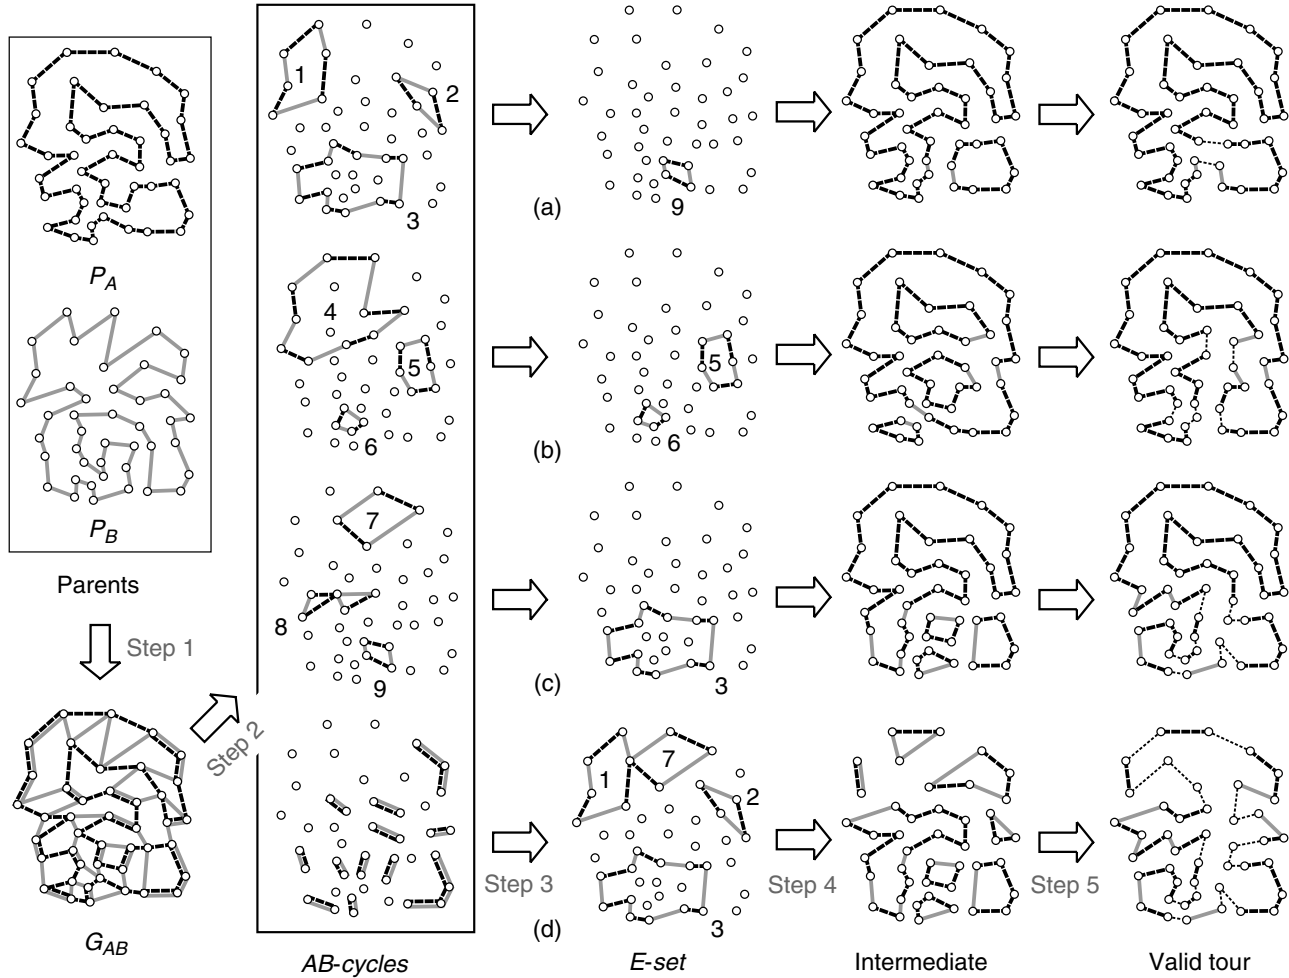 P_A
P_B
Parents
Step 1
Step 2
G_AB
1
2
3
4
5
6
7
8
9
AB-cycles
Step 3
(a)
9
(b)
5
6
(c)
3
(d)
1
7
2
3
E-set
Step 4
Intermediate
Step 5
Valid tour